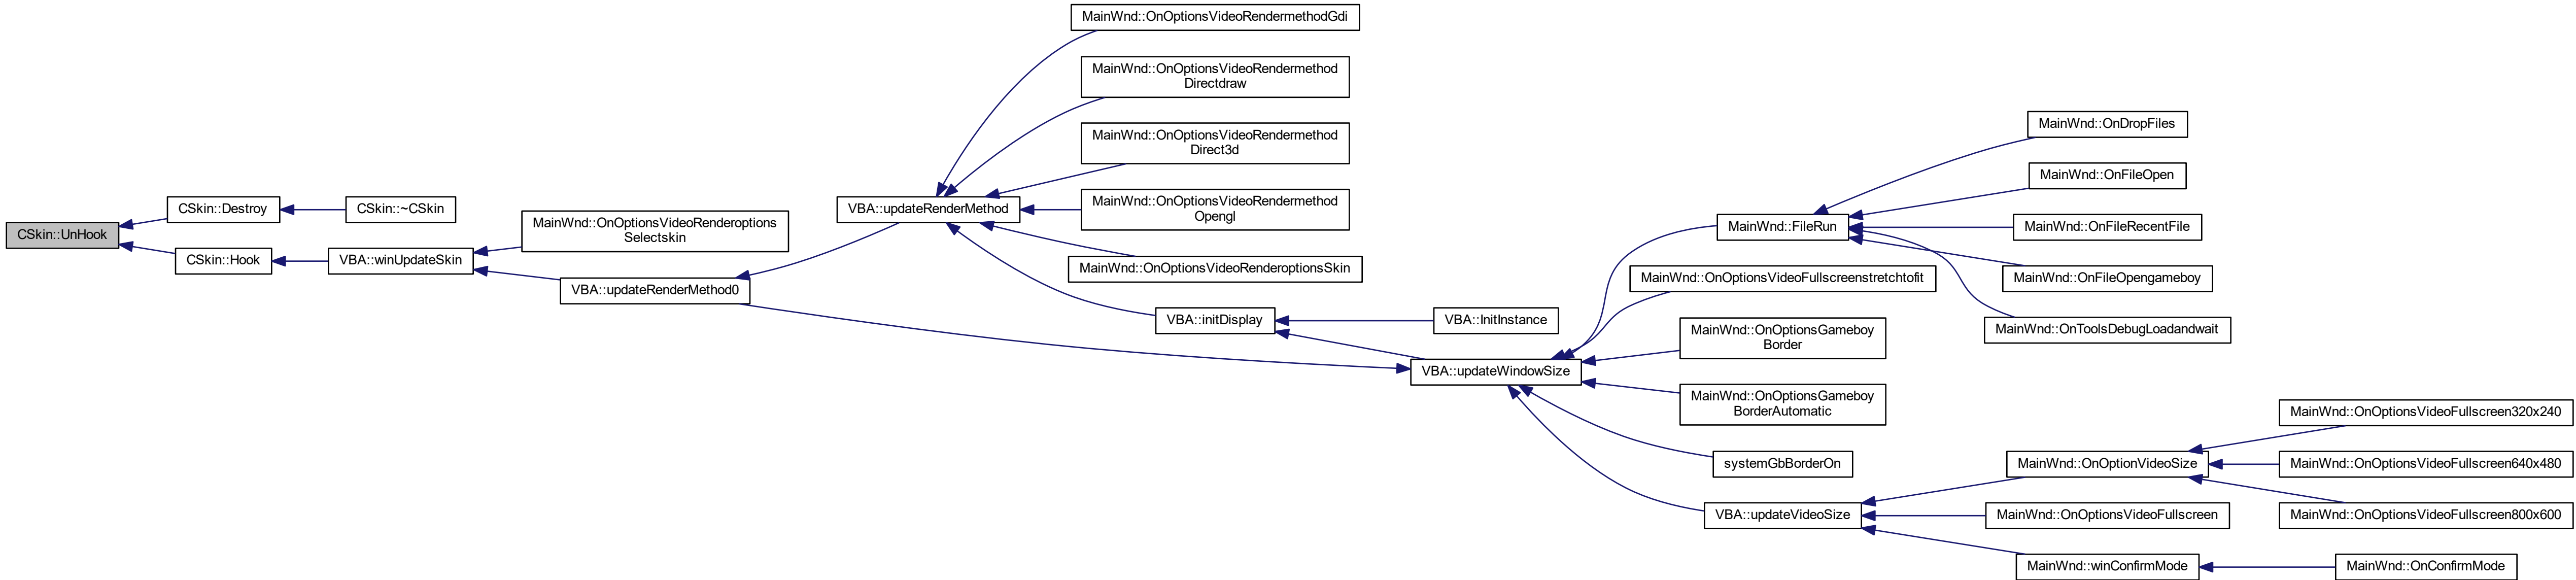 CSkin::UnHook
CSkin::Destroy
CSkin::~CSkin
CSkin::Hook
VBA::winUpdateSkin
MainWnd::OnOptionsVideoRenderoptions
Selectskin
VBA::updateRenderMethod0
VBA::updateRenderMethod
MainWnd::OnOptionsVideoRendermethodGdi
MainWnd::OnOptionsVideoRendermethod
Directdraw
MainWnd::OnOptionsVideoRendermethod
Direct3d
MainWnd::OnOptionsVideoRendermethod
Opengl
MainWnd::OnOptionsVideoRenderoptionsSkin
VBA::initDisplay
VBA::InitInstance
VBA::updateWindowSize
MainWnd::FileRun
MainWnd::OnDropFiles
MainWnd::OnFileOpen
MainWnd::OnFileRecentFile
MainWnd::OnFileOpengameboy
MainWnd::OnToolsDebugLoadandwait
MainWnd::OnOptionsVideoFullscreenstretchtofit
MainWnd::OnOptionsGameboy
Border
MainWnd::OnOptionsGameboy
BorderAutomatic
systemGbBorderOn
VBA::updateVideoSize
MainWnd::OnOptionVideoSize
MainWnd::OnOptionsVideoFullscreen320x240
MainWnd::OnOptionsVideoFullscreen640x480
MainWnd::OnOptionsVideoFullscreen800x600
MainWnd::OnOptionsVideoFullscreen
MainWnd::winConfirmMode
MainWnd::OnConfirmMode